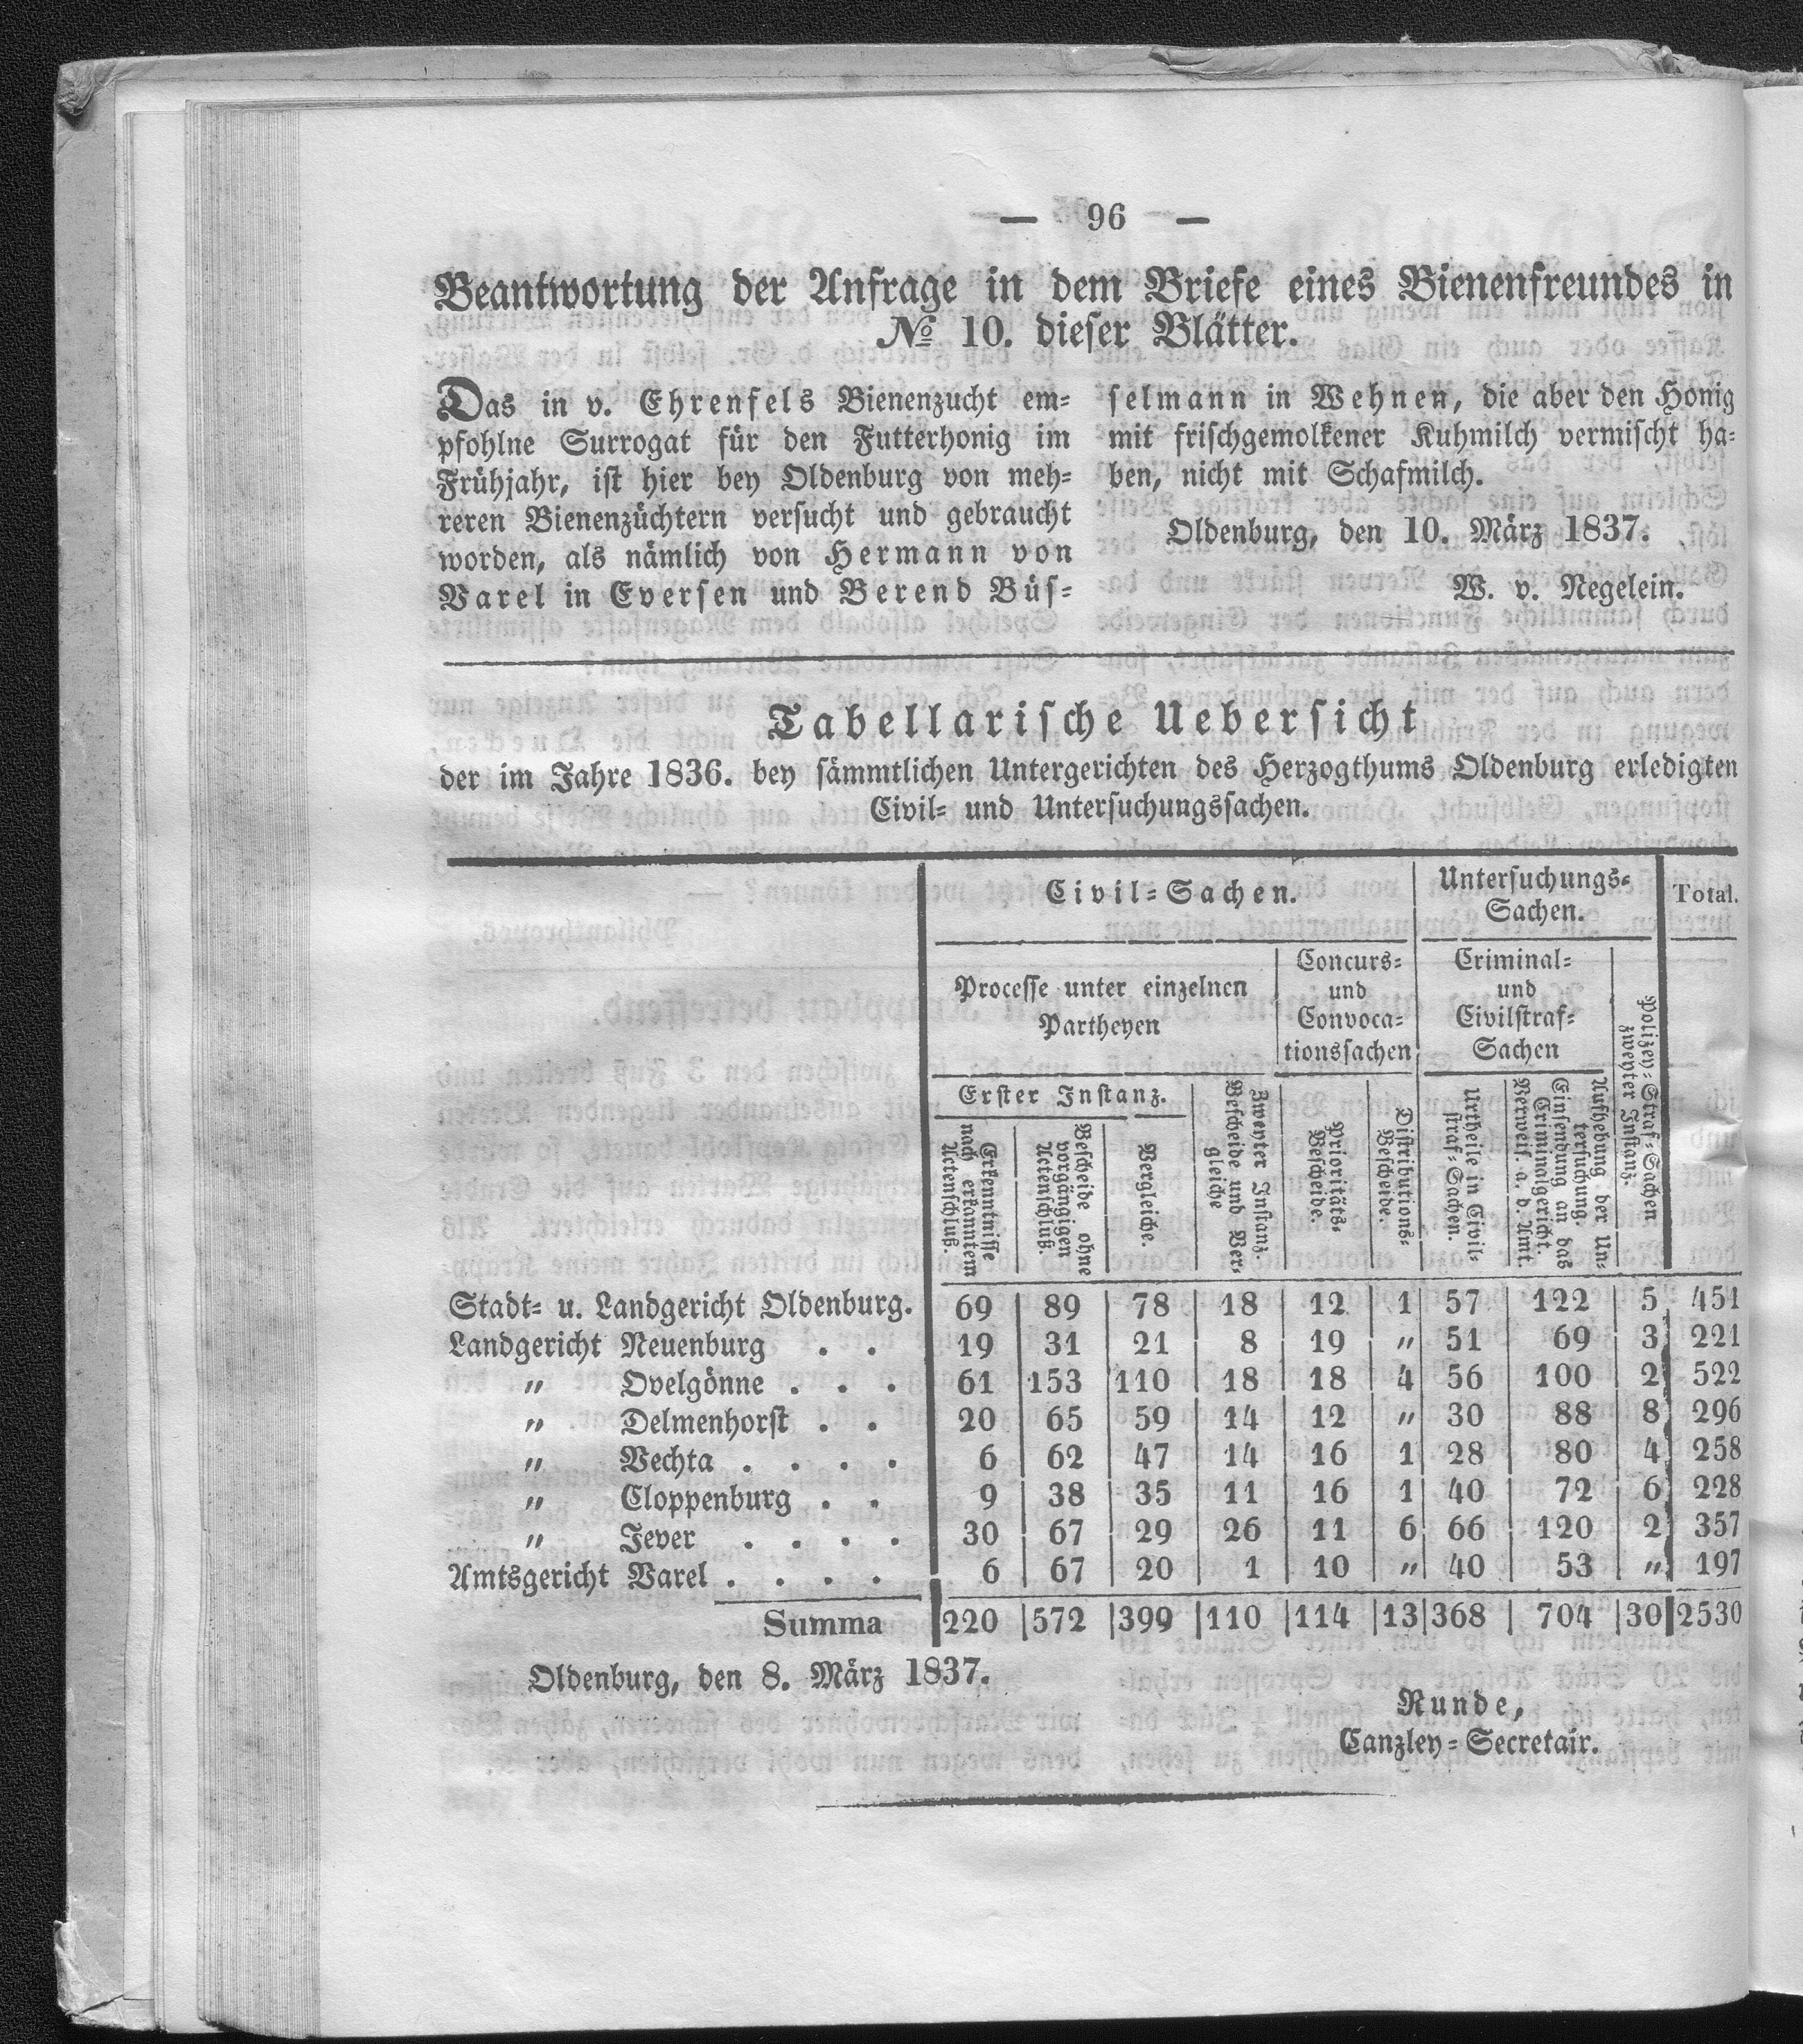 — 96 —
Beantwortung der Anfrage in dem Briefe eines Bienenfreundes in
№ 10. dieser Blätter.
Das in v. Ehrenfels Bienenzucht em-
pfohlne Surrogat für den Futterhonig im
Frühjahr, ist hier bey Oldenburg von meh-
reren Bienenzüchtern versucht und gebraucht
worden, als nämlich von Hermann von
Varel in Eversen und Berend Büs-
selmann in Wehnen, die aber den Honig
mit frischgemolkener Kuhmilch vermischt ha-
ben, nicht mit Schafmilch.
Oldenburg, den 10. März 1837.
W. v. Negelein.
Tabellarische Uebersicht
der im Jahre 1836. bey sämmtlichen Untergerichten des Herzogthums Oldenburg erledigten
Civil- und Untersuchungssachen.
Civil-Sachen.
Untersuchungs-
Sachen.
Total.
Processe unter einzelnen
Partheyen
Concurs-
und
Convoca-
tionssachen
Criminal-
und
Civilstraf-
Sachen
Polizey-Straf-Sachen
zweyter Instanz.
Erster Instanz.
Erkenntnisse
nach erkanntem
Actenschluß.
Bescheide ohne
vorgängigen
Actenschluß.
Vergleiche.
Zweyter Instanz.
Bescheide und Ver-
gleiche
Prioritäts-
Bescheide.
Distributions-
Bescheide.
Urtheile in Civil-
straf-Sachen.
Aufhebung der Un-
tersuchung.
Einsendung an das
Criminalgericht.
Verweis. a. d. Amt.
Stadt- u. Landgericht Oldenburg. 69 89 78 18 12 1 57 122 5 451
Landgericht Neuenburg . . 19 31 21 8 19 „ 51 69 3 221
„ Ovelgönne . . . 61 153 110 18 18 4 56 100 2 522
„ Delmenhorst . . 20 65 59 14 12 „ 30 88 8 296
„ Vechta . . . . 6 62 47 14 16 1 28 80 4 258
„ Cloppenburg . . 9 38 35 11 16 1 40 72 6 228
„ Jever . . . . 30 67 29 26 11 6 66 120 2 357
Amtsgericht Varel . . . . 6 67 20 1 10 „ 40 53 „ 197
Summa 220 572 399 110 114 13 368 704 30 2530
Oldenburg, den 8. März 1837.
Runde,
Canzley-Secretair.